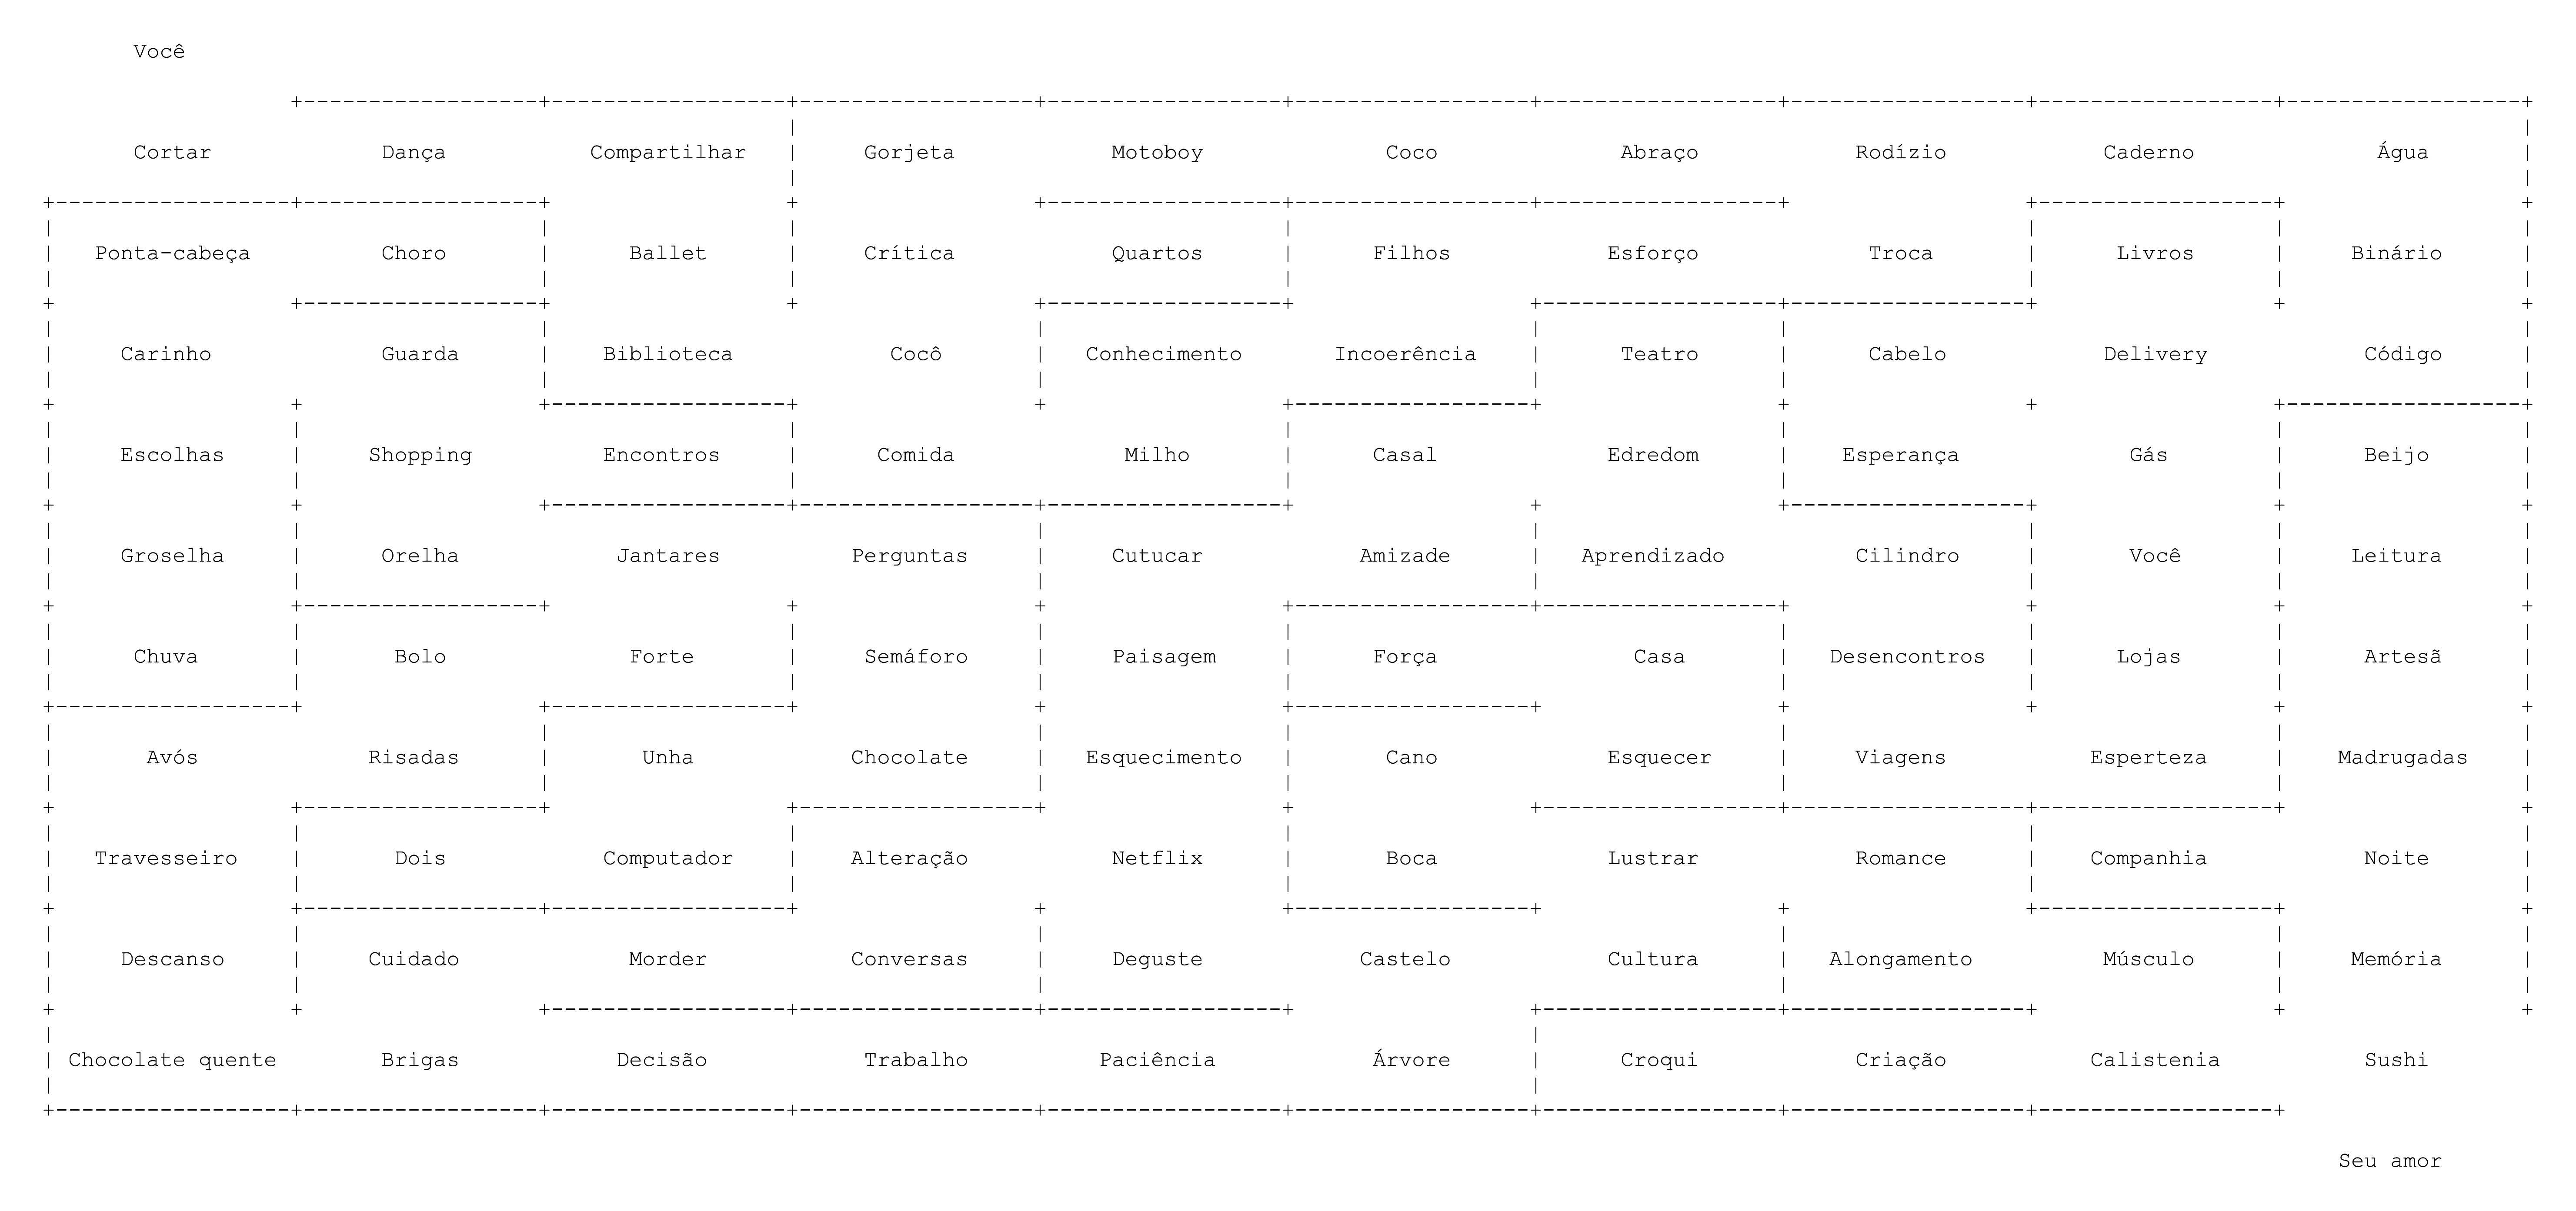 Você
Cortar Dança Compartilhar Gorjeta Motoboy Coco Abraço Rodízio Caderno Água
Ponta-cabeça Choro Ballet Crítica Quartos Filhos Esforço Troca Livros Binário
Carinho Guarda Biblioteca Cocô Conhecimento Incoerência Teatro Cabelo Delivery Código
Escolhas Shopping Encontros Comida Milho Casal Edredom Esperança Gás Beijo
Groselha Orelha Jantares Perguntas Cutucar Amizade Aprendizado Cilindro Você Leitura
Chuva Bolo Forte Semáforo Paisagem Força Casa Desencontros Lojas Artesã
Avós Risadas Unha Chocolate Esquecimento Cano Esquecer Viagens Esperteza Madrugadas
Travesseiro Dois Computador Alteração Netflix Boca Lustrar Romance Companhia Noite
Descanso Cuidado Morder Conversas Deguste Castelo Cultura Alongamento Músculo Memória
Chocolate quente Brigas Decisão Trabalho Paciência Árvore Croqui Criação Calistenia Sushi
Seu amor